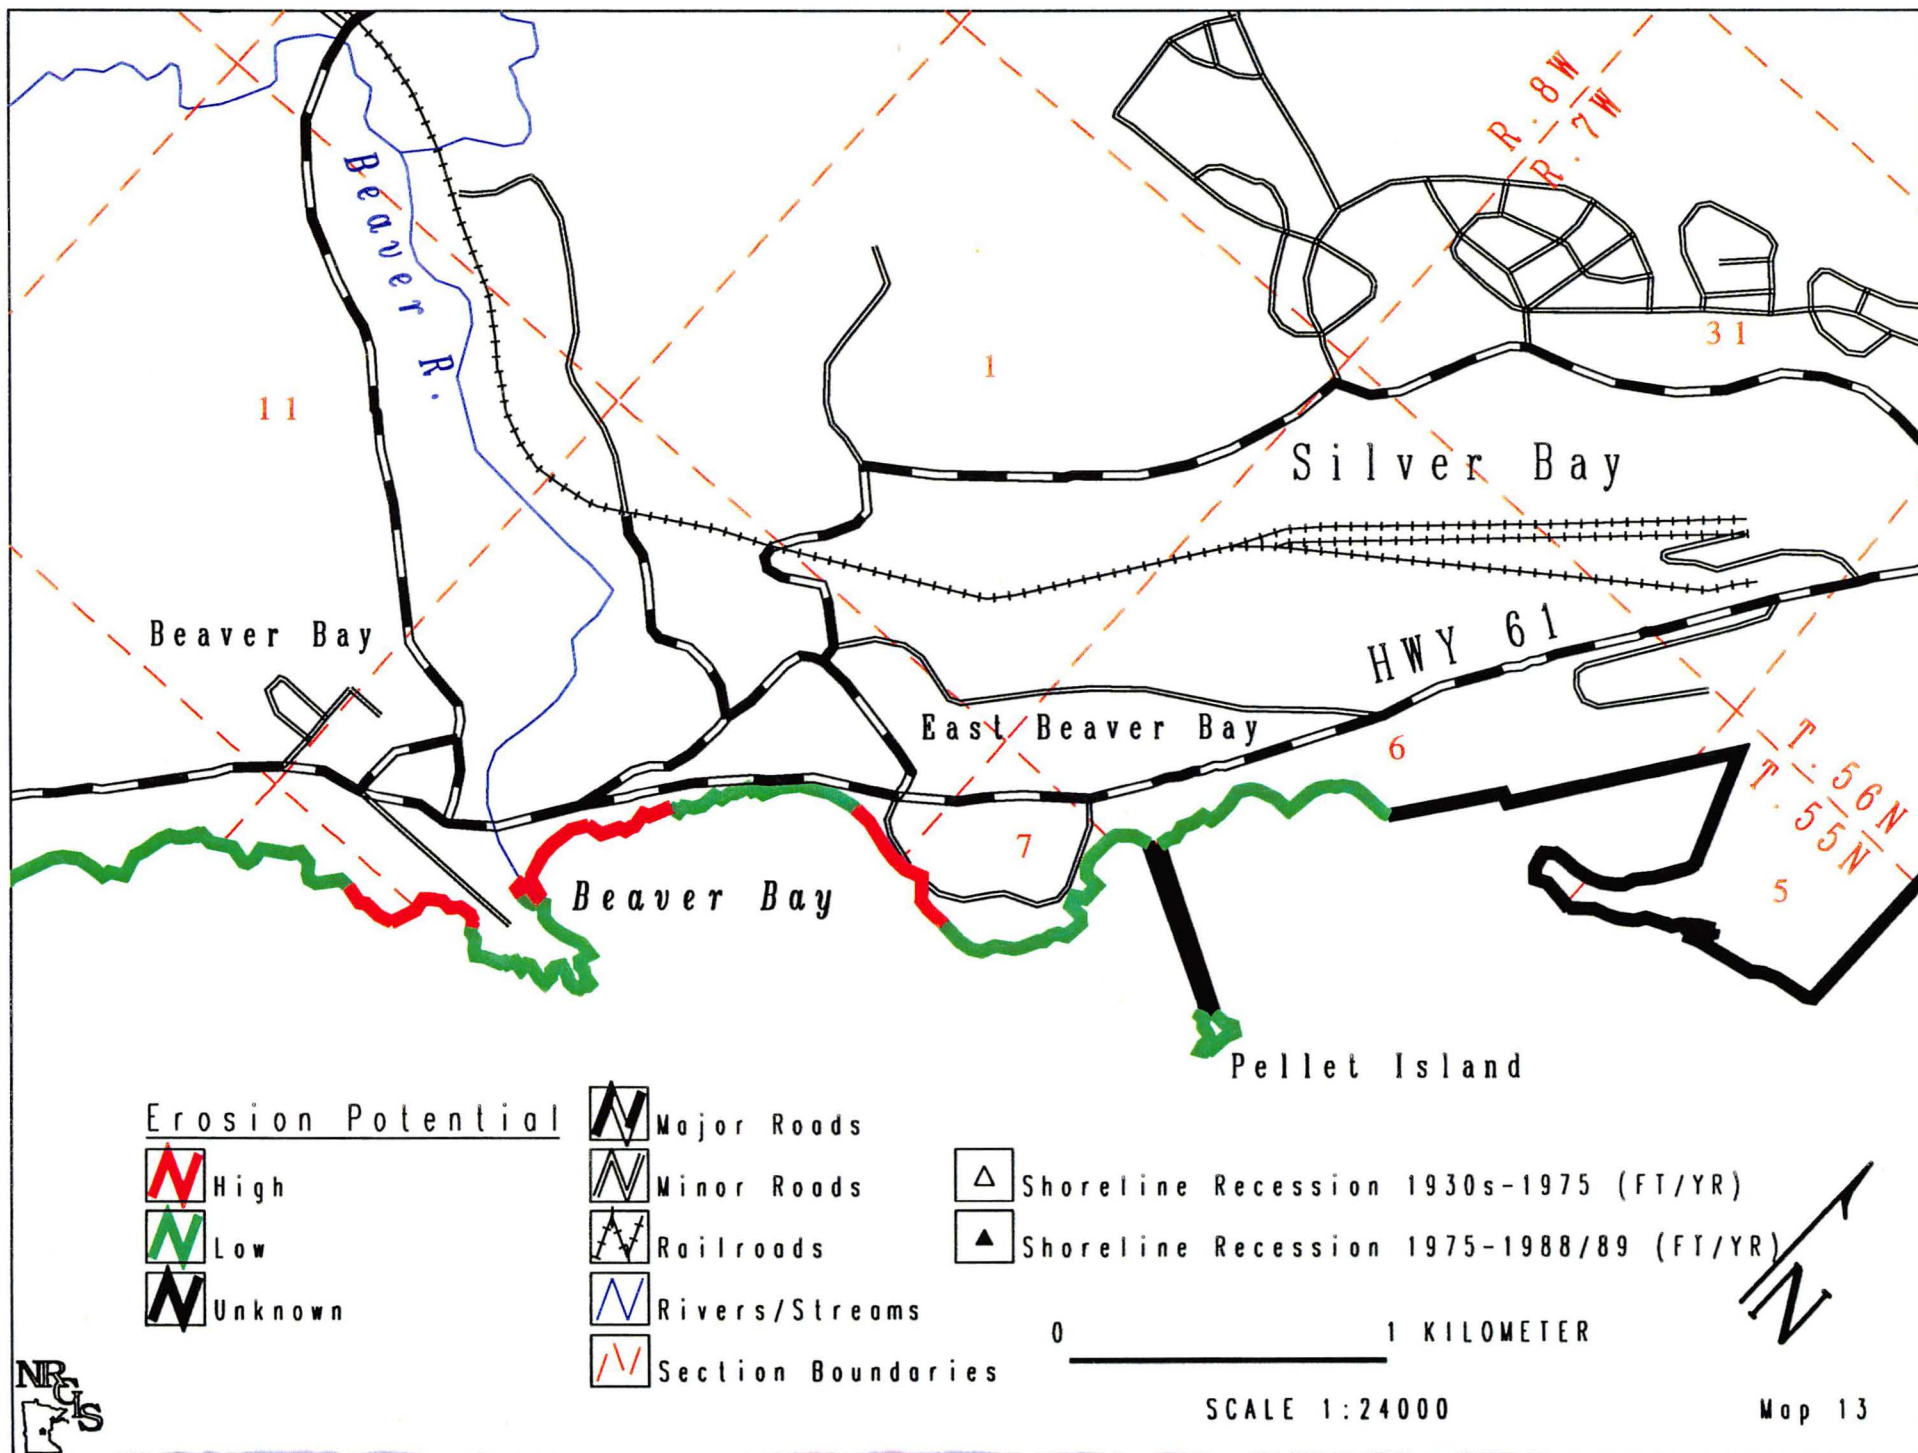 R. 8W
R. 7W
Beaver R.
31
1
11
Silver Bay
Beaver Bay
HWY 61
East Beaver Bay
6
T. 56N
T. 55N
7
5
Beaver Bay
Pellet Island
Erosion Potential
High
Low
Unknown
Major Roads
Minor Roads
Railroads
Rivers/Streams
Section Boundaries
Shoreline Recession 1930s-1975 (FT/YR)
Shoreline Recession 1975-1988/89 (FT/YR)
N
0 1 KILOMETER
SCALE 1:24000
Map 13
NRGIS